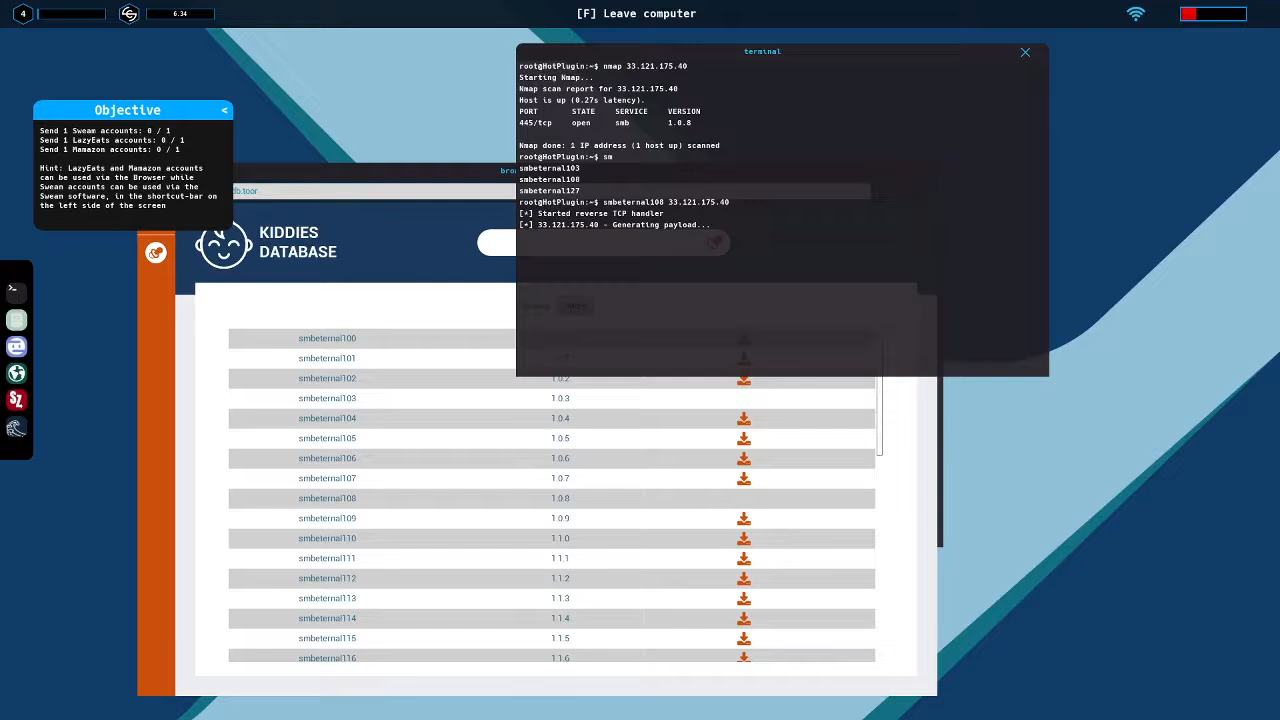 4
6.34
[F] Leave computer
Objective
<
Send 1 Sweam accounts: 0 / 1
Send 1 LazyEats accounts: 0 / 1
Send 1 Mamazon accounts: 0 / 1
Hint: LazyEats and Mamazon accounts
can be used via the Browser while
Sweam accounts can be used via the
Sweam software, in the shortcut-bar on
the left side of the screen
terminal
root@HotPlugin:~$ nmap 33.121.175.40
Starting Nmap...
Nmap scan report for 33.121.175.40
Host is up (0.27s latency).
PORT STATE SERVICE VERSION
445/tcp open smb 1.0.8
Nmap done: 1 IP address (1 host up) scanned
root@HotPlugin:~$ sm
smbeternal103
smbeternal108
smbeternal127
root@HotPlugin:~$ smbeternal108 33.121.175.40
[*] Started reverse TCP handler
[*] 33.121.175.40 - Generating payload...
bro
db.toor
KIDDIES
DATABASE
SZ
smbeternal100
smbeternal101
smbeternal102 1.0.2
smbeternal103 1.0.3
smbeternal104 1.0.4
smbeternal105 1.0.5
smbeternal106 1.0.6
smbeternal107 1.0.7
smbeternal108 1.0.8
smbeternal109 1.0.9
smbeternal110 1.1.0
smbeternal111 1.1.1
smbeternal112 1.1.2
smbeternal113 1.1.3
smbeternal114 1.1.4
smbeternal115 1.1.5
smbeternal116 1.1.6